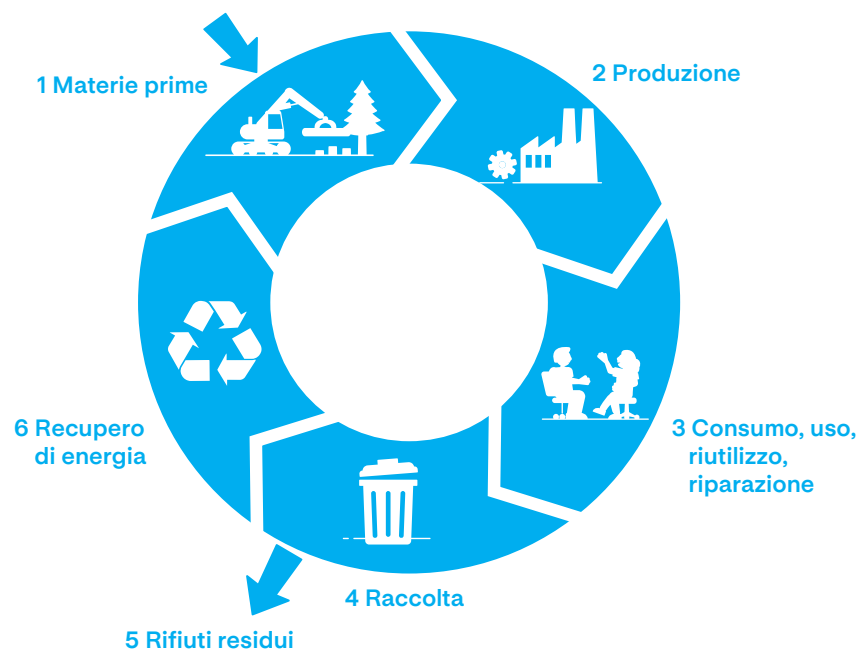 1 Materie prime
2 Produzione
3 Consumo, uso,
riutilizzo,
riparazione
4 Raccolta
5 Rifiuti residui
6 Recupero
di energia